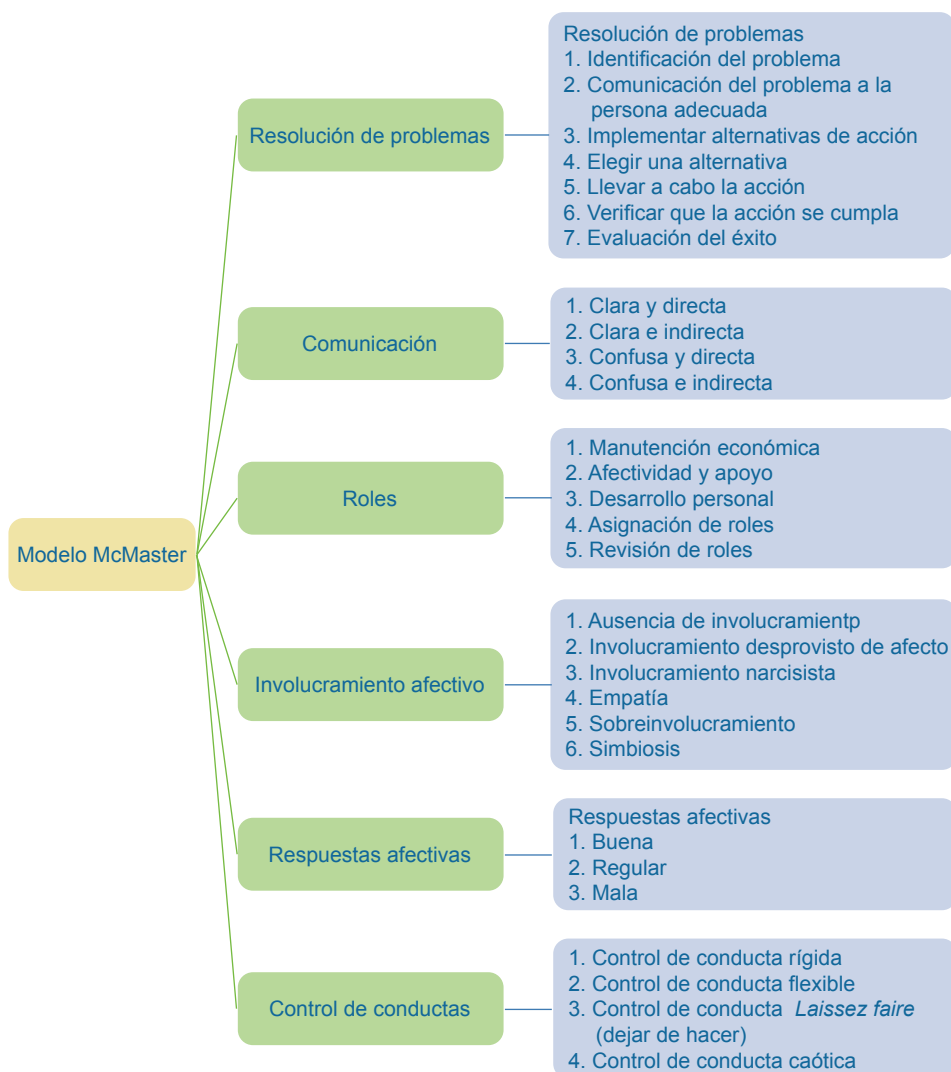 Modelo McMaster
Resolución de problemas
Resolución de problemas
1. Identificación del problema
2. Comunicación del problema a la
persona adecuada
3. Implementar alternativas de acción
4. Elegir una alternativa
5. Llevar a cabo la acción
6. Verificar que la acción se cumpla
7. Evaluación del éxito
Comunicación
1. Clara y directa
2. Clara e indirecta
3. Confusa y directa
4. Confusa e indirecta
Roles
1. Manutención económica
2. Afectividad y apoyo
3. Desarrollo personal
4. Asignación de roles
5. Revisión de roles
Involucramiento afectivo
1. Ausencia de involucramientp
2. Involucramiento desprovisto de afecto
3. Involucramiento narcisista
4. Empatía
5. Sobreinvolucramiento
6. Simbiosis
Respuestas afectivas
Respuestas afectivas
1. Buena
2. Regular
3. Mala
Control de conductas
1. Control de conducta rígida
2. Control de conducta flexible
3. Control de conducta Laissez faire
(dejar de hacer)
4. Control de conducta caótica